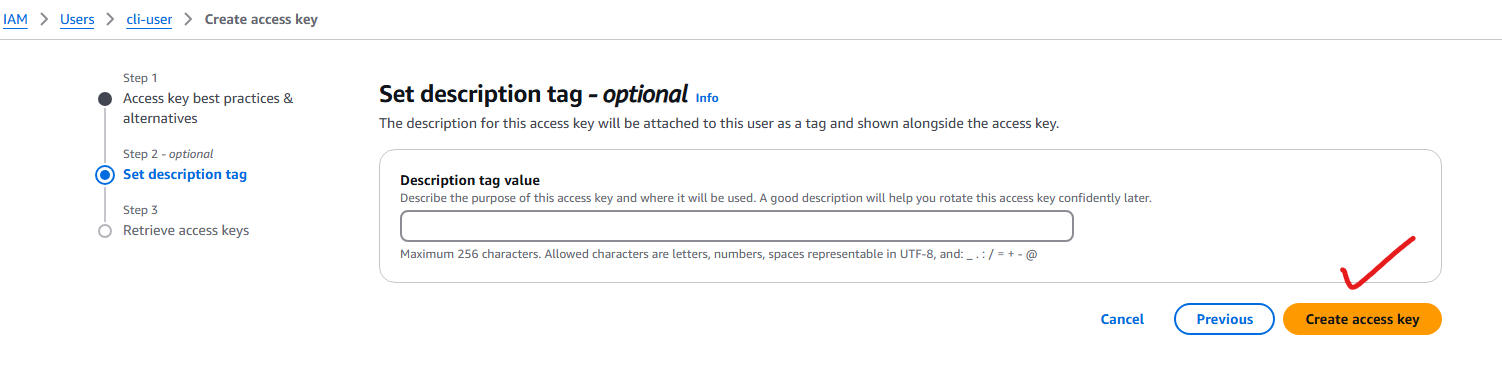 IAM > Users > cli-user > Create access key
Step 1
Access key best practices &
alternatives
Step 2 - optional
Set description tag
Step 3
Retrieve access keys
Set description tag - optional Info
The description for this access key will be attached to this user as a tag and shown alongside the access key.
Description tag value
Describe the purpose of this access key and where it will be used. A good description will help you rotate this access key confidently later.
Maximum 256 characters. Allowed characters are letters, numbers, spaces representable in UTF-8, and: _ . : / = + - @
Cancel Previous Create access key